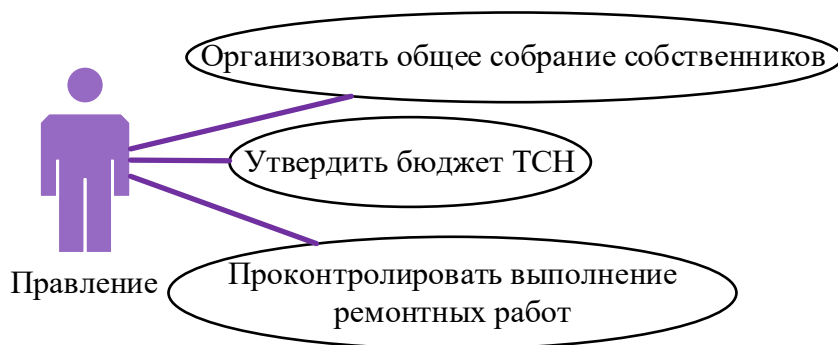 Организовать общее собрание собственников
Утвердить бюджет ТСН
Правление
Проконтролировать выполнение
ремонтных работ